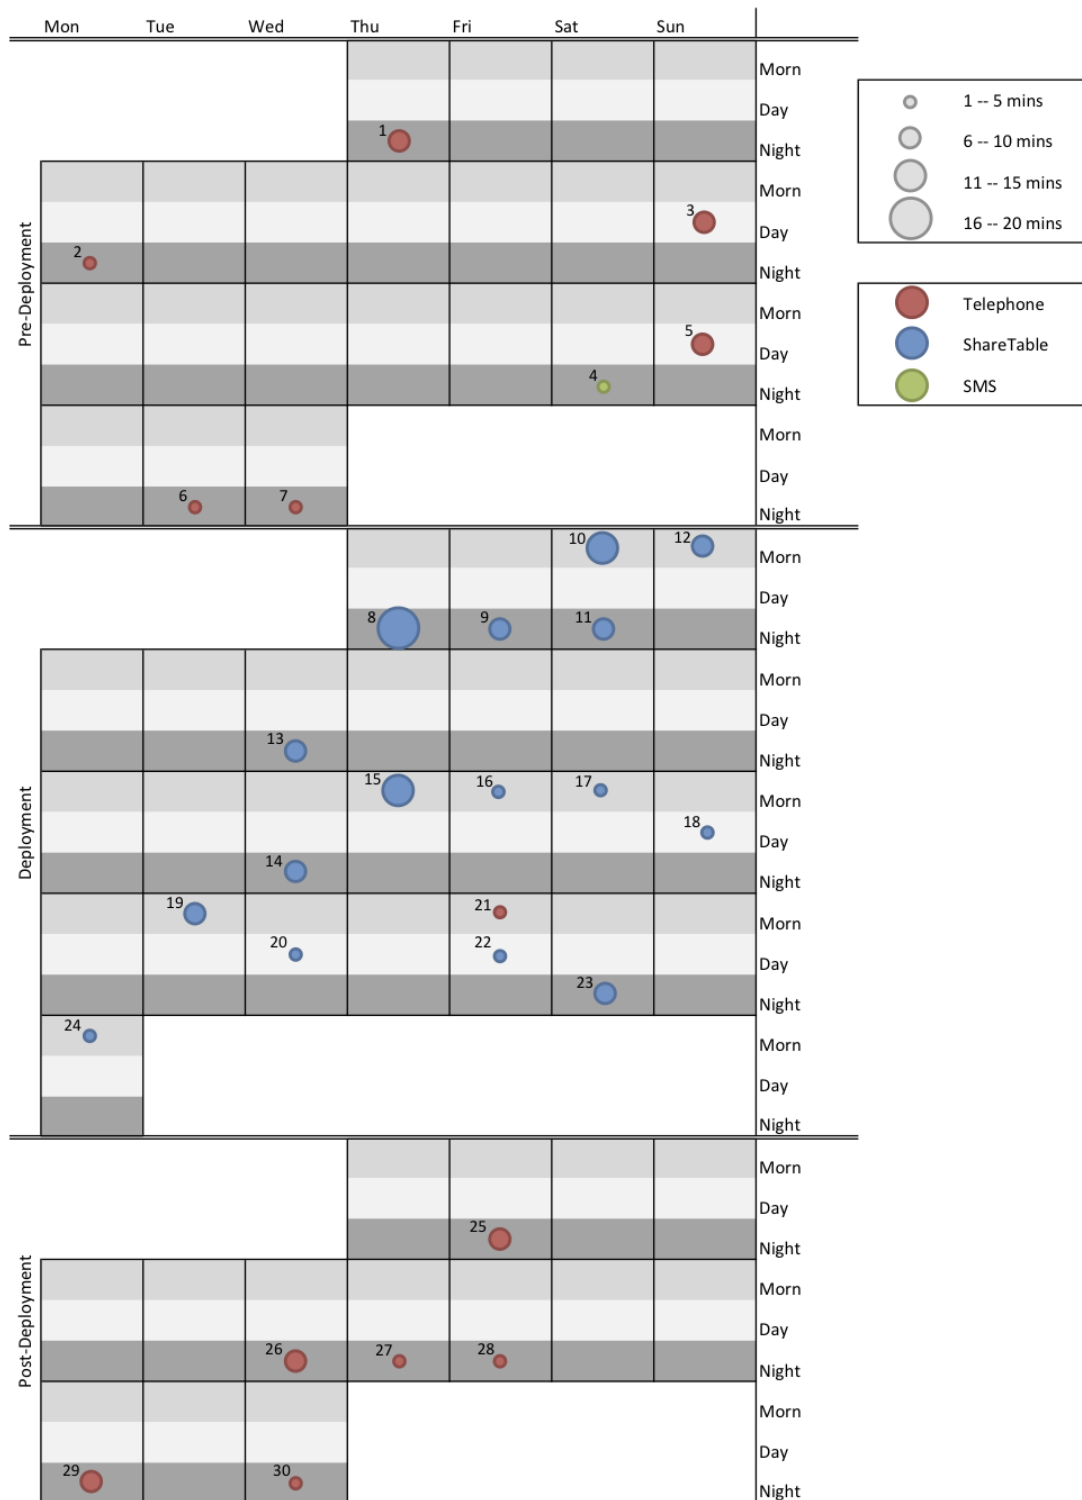 Mon Tue Wed Thu Fri Sat Sun
Morn
1 -- 5 mins
Day
6 -- 10 mins
1
Night
11 -- 15 mins
Morn
3
16 -- 20 mins
Day
2
Night
Pre-Deployment
Telephone
Morn
5
ShareTable
Day
4
SMS
Night
Morn
Day
6 7
Night
10 12
Morn
Day
8 9 11
Night
Morn
Day
13
Night
Deployment
15 16 17
Morn
18
Day
14
Night
19 21
Morn
20 22
Day
23
Night
24
Morn
Day
Night
Morn
Day
25
Night
Post-Deployment
Morn
Day
26 27 28
Night
Morn
Day
29 30
Night